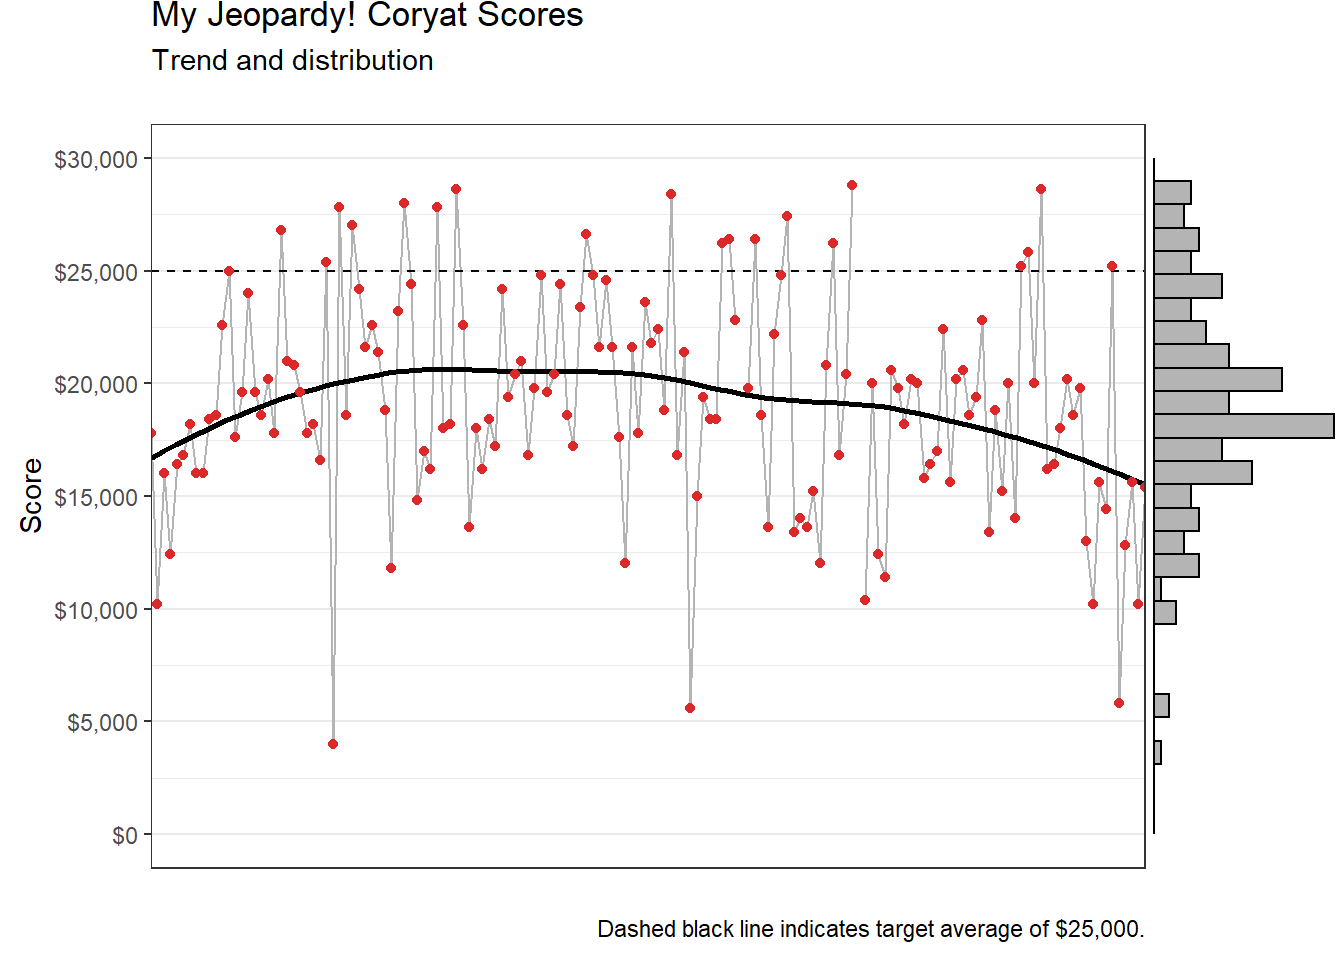 My Jeopardy! Coryat Scores
Trend and distribution
$30,000
$25,000
$20,000
$15,000
$10,000
$5,000
$0
Score
Dashed black line indicates target average of $25,000.